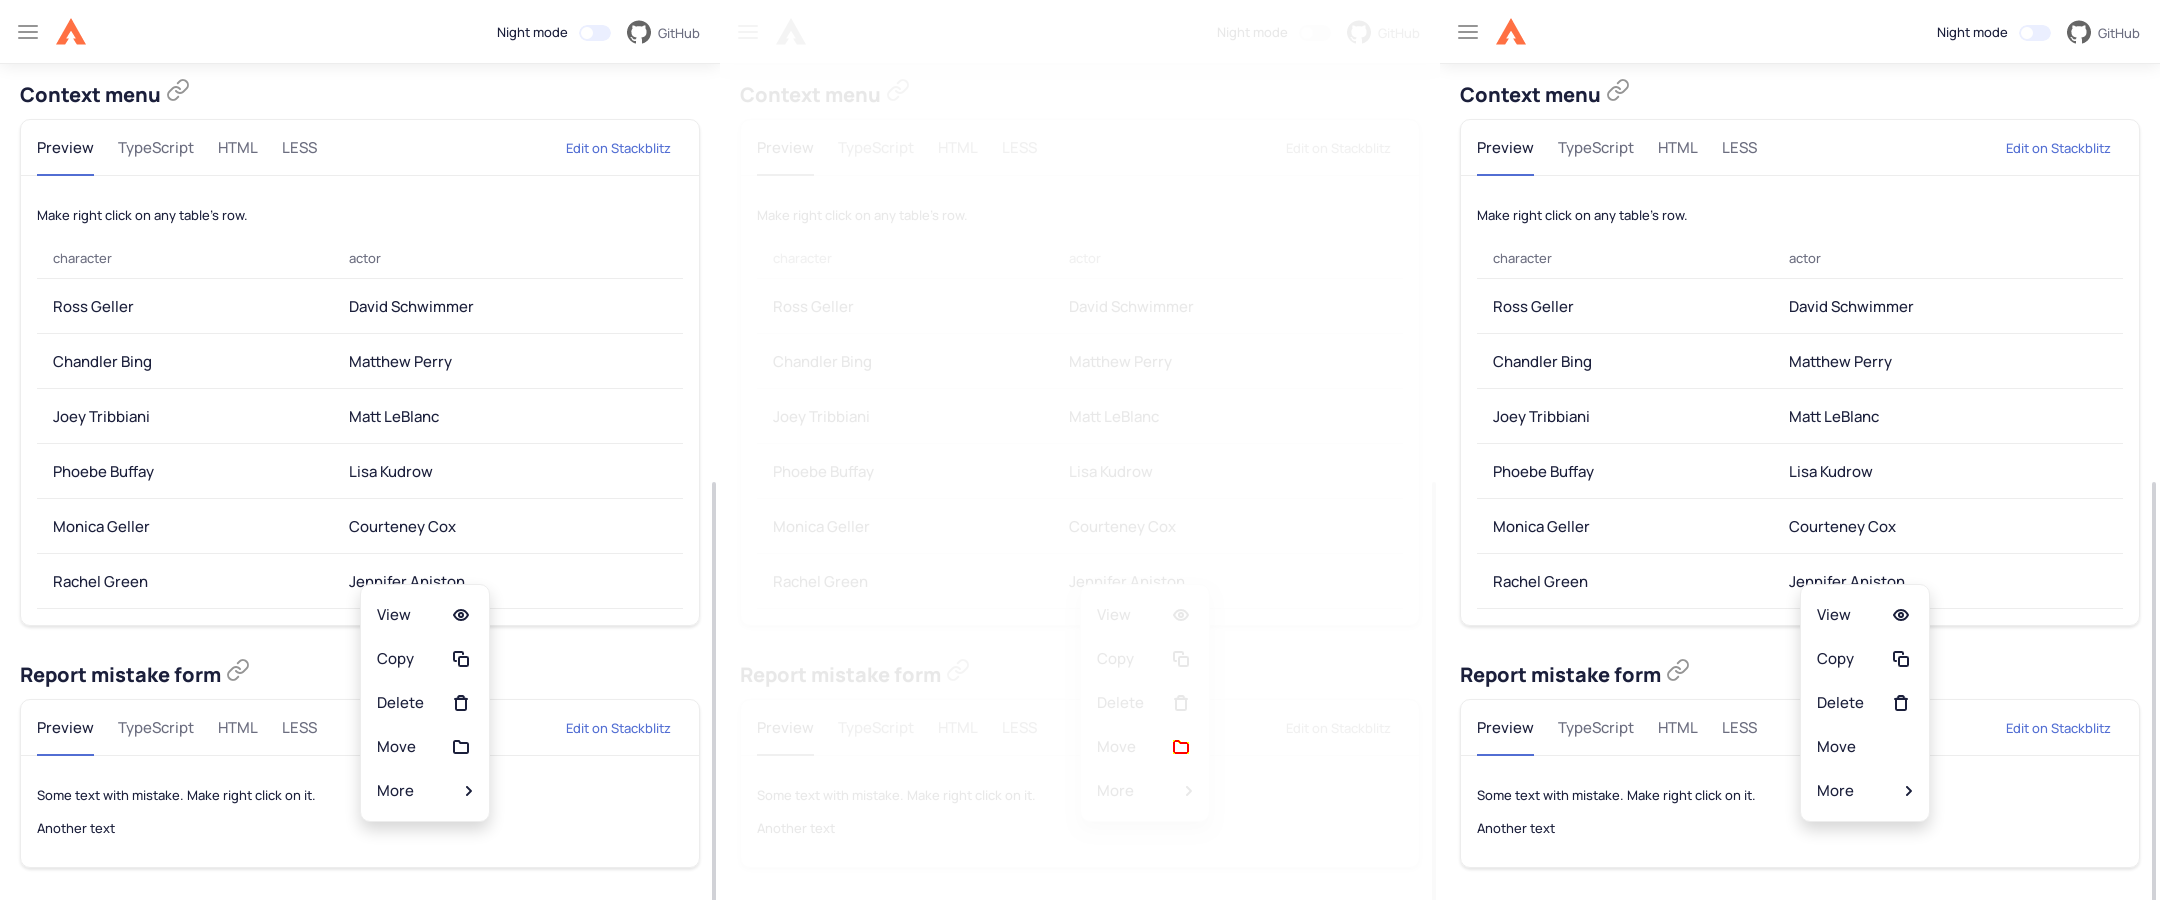 Night mode GitHub
Context menu
Preview TypeScript HTML LESS Edit on Stackblitz
Make right click on any table's row.
character actor
Ross Geller David Schwimmer
Chandler Bing Matthew Perry
Joey Tribbiani Matt LeBlanc
Phoebe Buffay Lisa Kudrow
Monica Geller Courteney Cox
Rachel Green Jennifer Aniston
View
Copy
Delete
Move
More
Report mistake form
Preview TypeScript HTML LESS Edit on Stackblitz
Some text with mistake. Make right click on it.
Another text
Night mode GitHub
Context menu
Preview TypeScript HTML LESS Edit on Stackblitz
Make right click on any table's row.
character actor
Ross Geller David Schwimmer
Chandler Bing Matthew Perry
Joey Tribbiani Matt LeBlanc
Phoebe Buffay Lisa Kudrow
Monica Geller Courteney Cox
Rachel Green Jennifer Aniston
View
Copy
Delete
Move
More
Report mistake form
Preview TypeScript HTML LESS Edit on Stackblitz
Some text with mistake. Make right click on it.
Another text
Night mode GitHub
Context menu
Preview TypeScript HTML LESS Edit on Stackblitz
Make right click on any table's row.
character actor
Ross Geller David Schwimmer
Chandler Bing Matthew Perry
Joey Tribbiani Matt LeBlanc
Phoebe Buffay Lisa Kudrow
Monica Geller Courteney Cox
Rachel Green Jennifer Aniston
View
Copy
Delete
Move
More
Report mistake form
Preview TypeScript HTML LESS Edit on Stackblitz
Some text with mistake. Make right click on it.
Another text